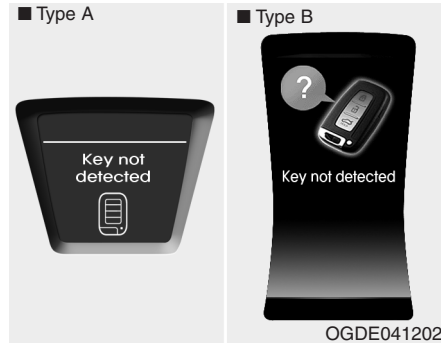 ■ Type A
Key not
detected
■ Type B
?
Key not detected
OGDE041202